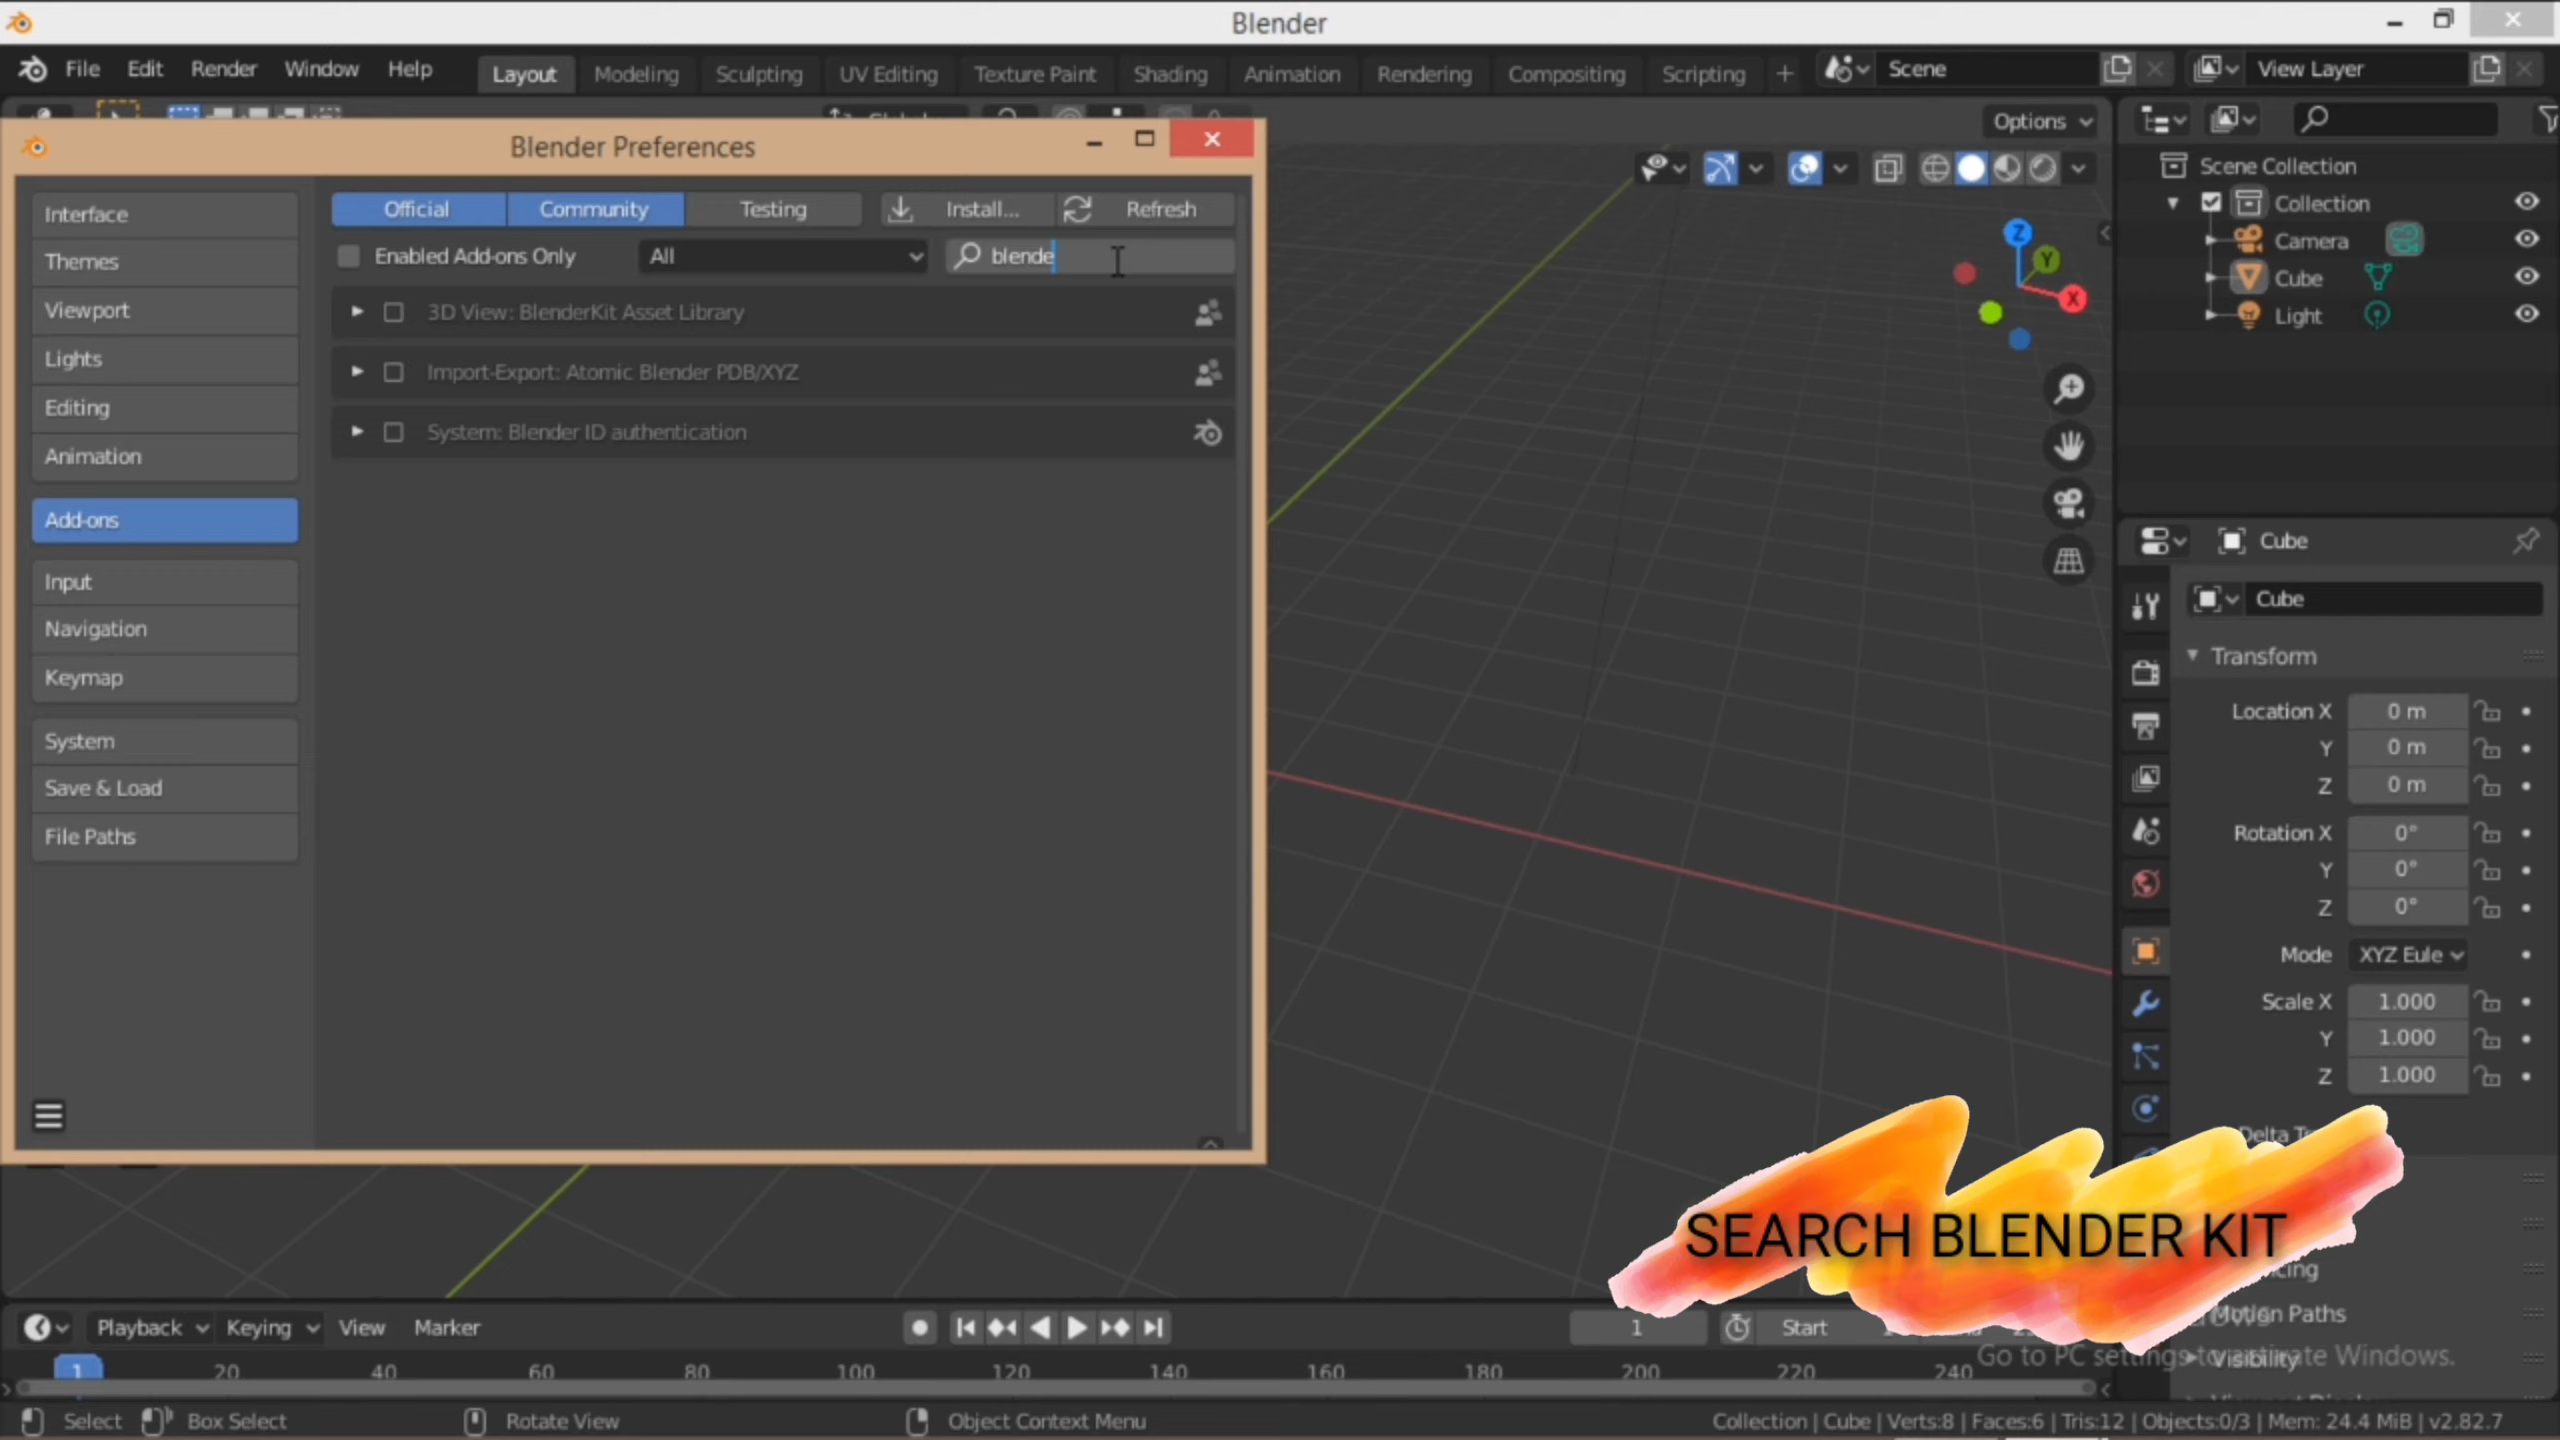 Blender
File Edit Render Window Help Layout Modeling Sculpting UV Editing Texture Paint Shading Animation Rendering Compositing Scripting + Scene View Layer
Options
Blender Preferences
Interface
Themes
Viewport
Lights
Editing
Animation
Add-ons
Input
Navigation
Keymap
System
Save & Load
File Paths
Official Community Testing Install... Refresh
Enabled Add-ons Only All blende
3D View: BlenderKit Asset Library
Import-Export: Atomic Blender PDB/XYZ
System: Blender ID authentication
Z
Y
X
Scene Collection
Collection
Camera
Cube
Light
Cube
Cube
Transform
Location X 0 m
Y 0 m
Z 0 m
Rotation X 0°
Y 0°
Z 0°
Mode XYZ Eule
Scale X 1.000
Y 1.000
Z 1.000
Delta
SEARCH BLENDER KIT
Motion Paths
Visibility
Go to PC settings to activate Windows.
Playback Keying View Marker 1 Start
1 20 40 60 80 100 120 140 160 180 200 220 240
Select Box Select Rotate View Object Context Menu Collection | Cube | Verts:8 | Faces:6 | Tris:12 | Objects:0/3 | Mem: 24.4 MiB | v2.82.7